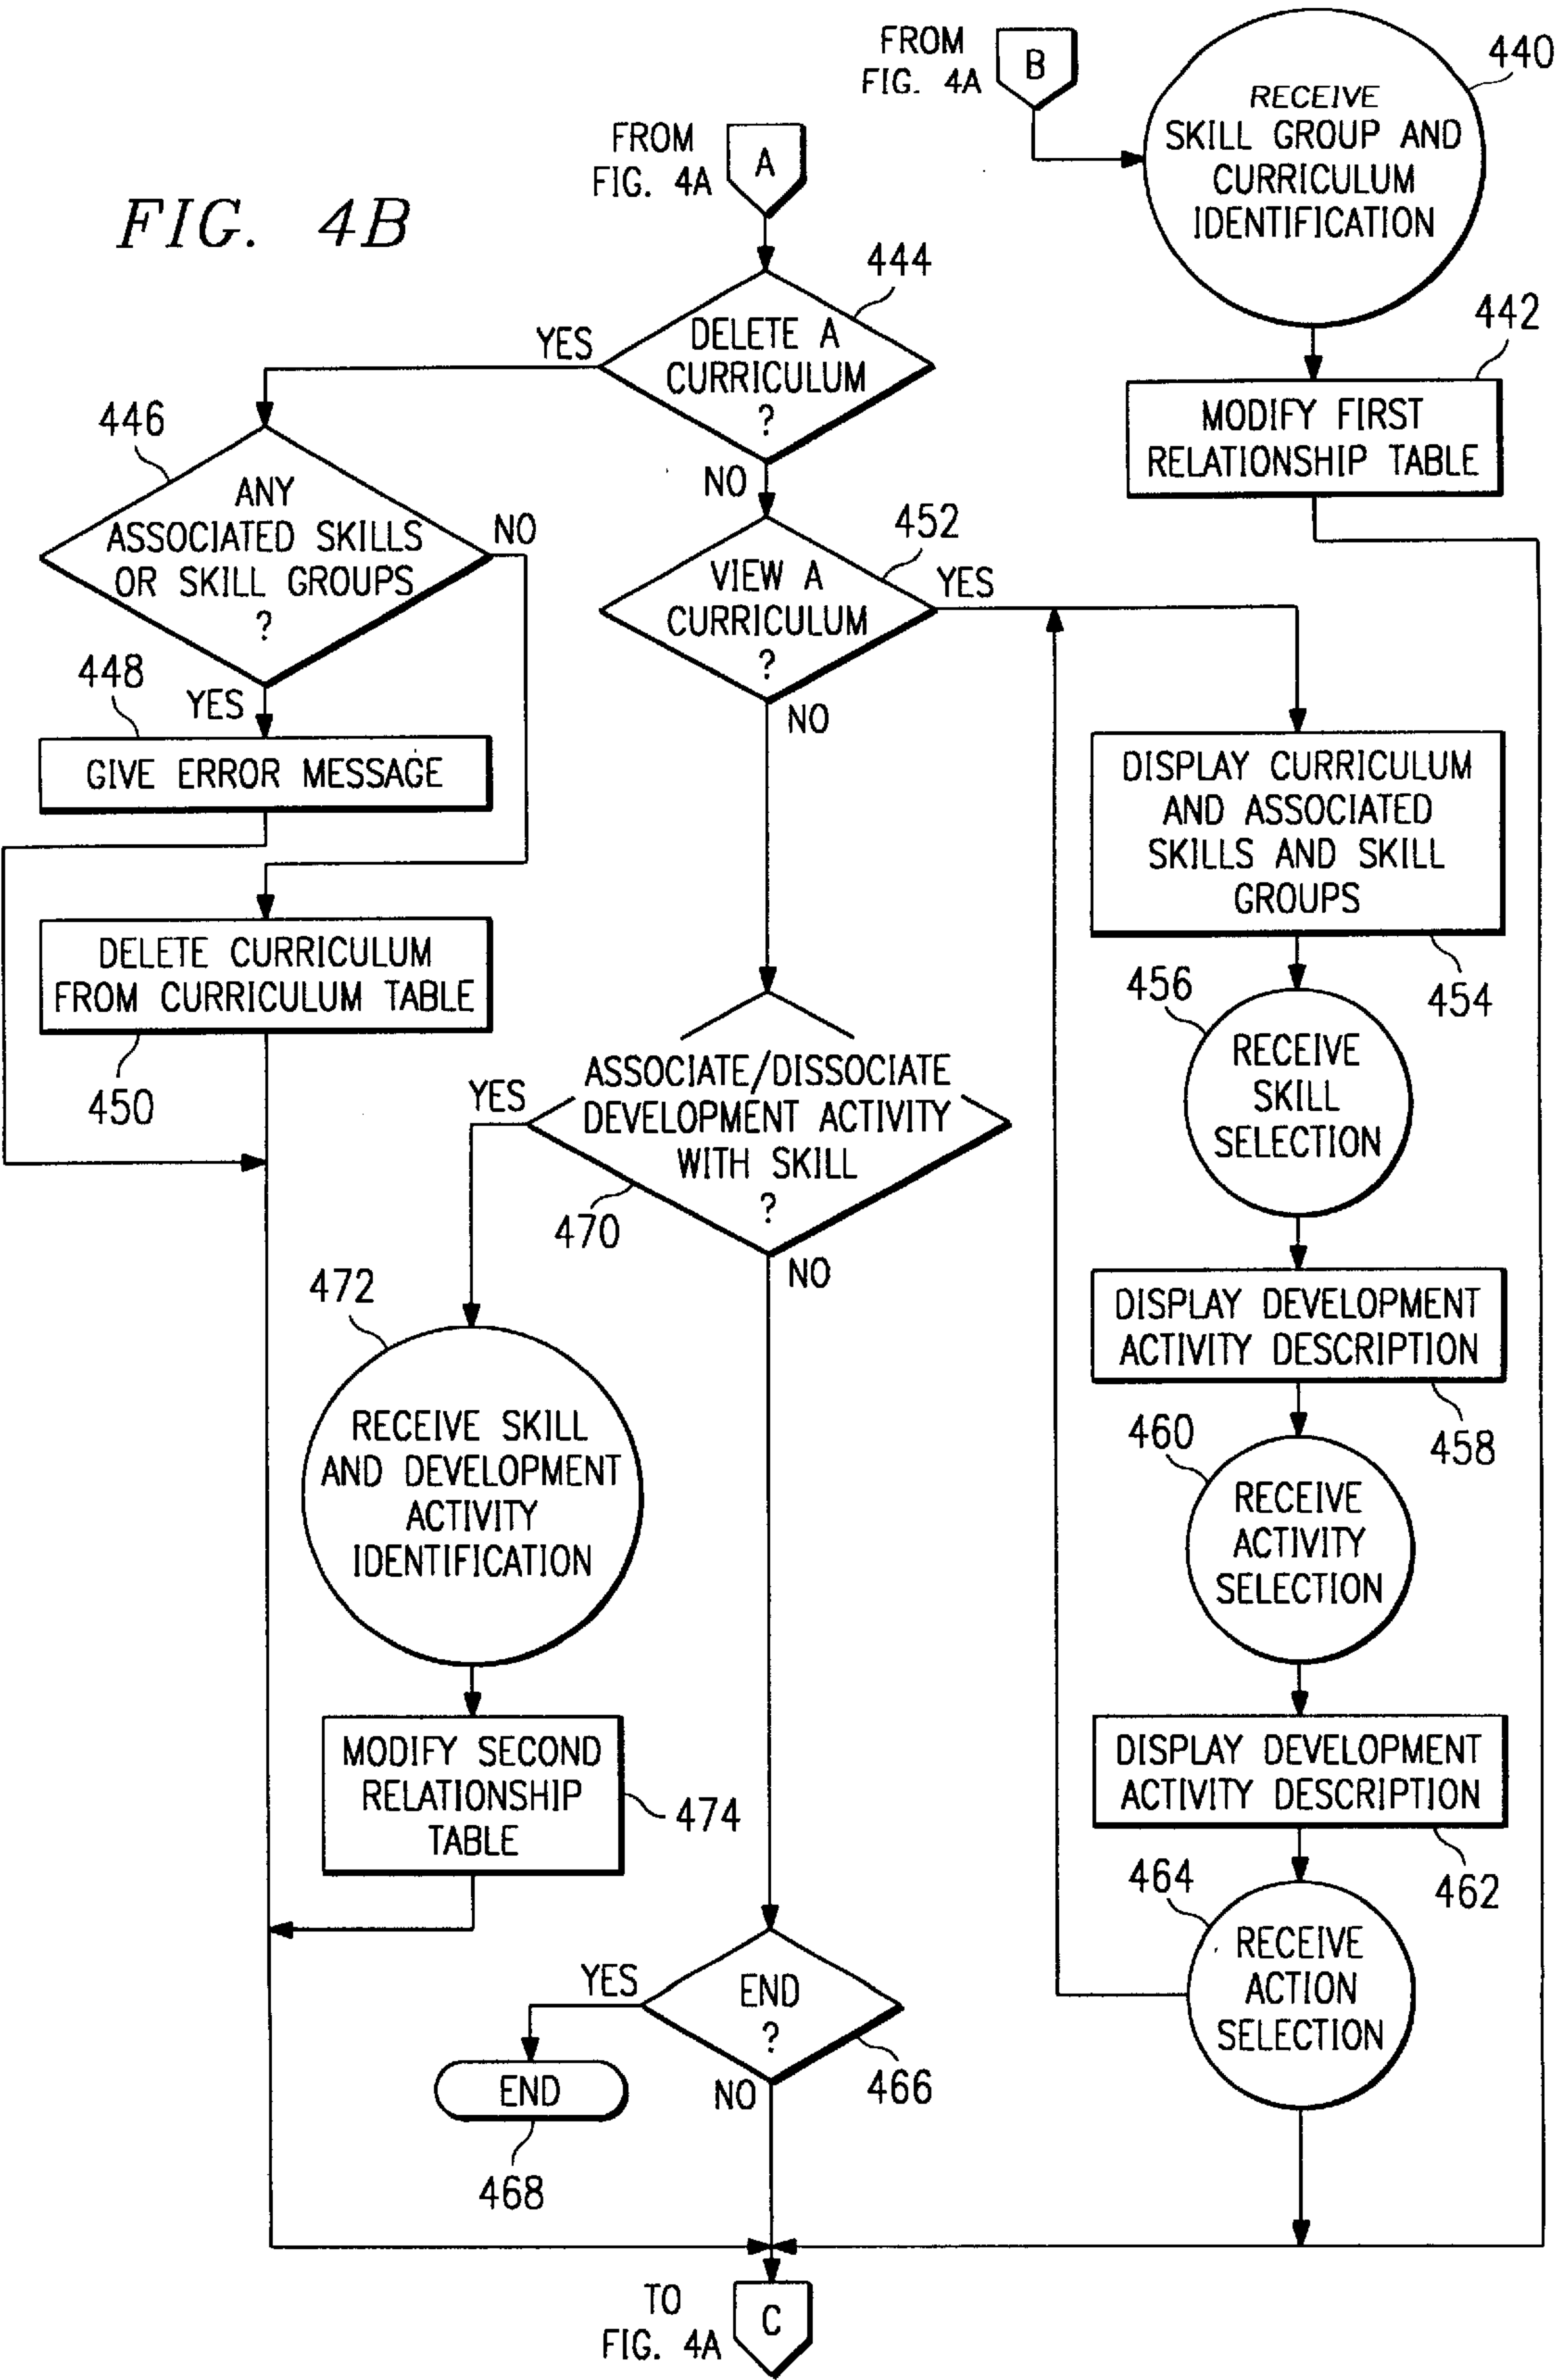 FROM
FIG. 4A
B
440
RECEIVE
SKILL GROUP AND
CURRICULUM
IDENTIFICATION
FROM
FIG. 4A
A
FIG. 4B
444
DELETE A
CURRICULUM
?
YES
NO
442
MODIFY FIRST
RELATIONSHIP TABLE
446
ANY
ASSOCIATED SKILLS
OR SKILL GROUPS
?
NO
YES
452
VIEW A
CURRICULUM
?
YES
NO
448
GIVE ERROR MESSAGE
DISPLAY CURRICULUM
AND ASSOCIATED
SKILLS AND SKILL
GROUPS
454
DELETE CURRICULUM
FROM CURRICULUM TABLE
450
456
RECEIVE
SKILL
SELECTION
YES
ASSOCIATE/DISSOCIATE
DEVELOPMENT ACTIVITY
WITH SKILL
?
470
NO
DISPLAY DEVELOPMENT
ACTIVITY DESCRIPTION
458
472
RECEIVE SKILL
AND DEVELOPMENT
ACTIVITY
IDENTIFICATION
460
RECEIVE
ACTIVITY
SELECTION
MODIFY SECOND
RELATIONSHIP
TABLE
474
DISPLAY DEVELOPMENT
ACTIVITY DESCRIPTION
462
464
RECEIVE
ACTION
SELECTION
YES
END
?
466
NO
END
468
TO
FIG. 4A
C